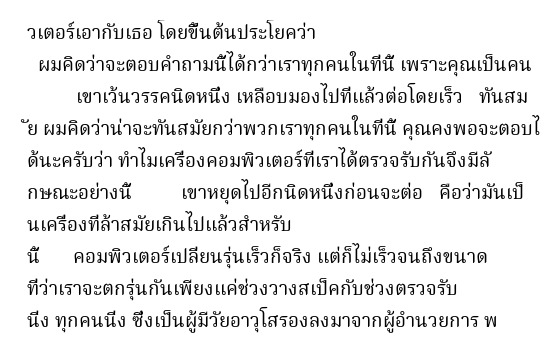 วเตอร์เอากับเธอ โดยขึ้นต้นประโยคว่า
ผมคิดว่าจะตอบคำถามนี้ได้กว่าเราทุกคนในที่นี้ เพราะคุณเป็นคน
เขาเว้นวรรคนิดหนึ่ง เหลือบมองไปที่แล้วต่อโดยเร็ว ทันสม
ัย ผมคิดว่าน่าจะทันสมัยกว่าพวกเราทุกคนในที่นี้ คุณคงพอจะตอบไ
ด้นะครับว่า ทำไมเครื่องคอมพิวเตอร์ที่เราได้ตรวจรับกันจึงมีลั
กษณะอย่างนี้ เขาหยุดไปอีกนิดหนึ่งก่อนจะต่อ คือว่ามันเป็
นเครื่องที่ล้าสมัยเกินไปแล้วสำหรับ
นี้ คอมพิวเตอร์เปลี่ยนรุ่นเร็วก็จริง แต่ก็ไม่เร็วจนถึงขนาด
ที่ว่าเราจะตกรุ่นกันเพียงแค่ช่วงวางสเป็คกับช่วงตรวจรับ
นึ่ง ทุกคนนึ่ง ซึ่งเป็นผู้มีวัยอาวุโสรองลงมาจากผู้อำนวยการ พ